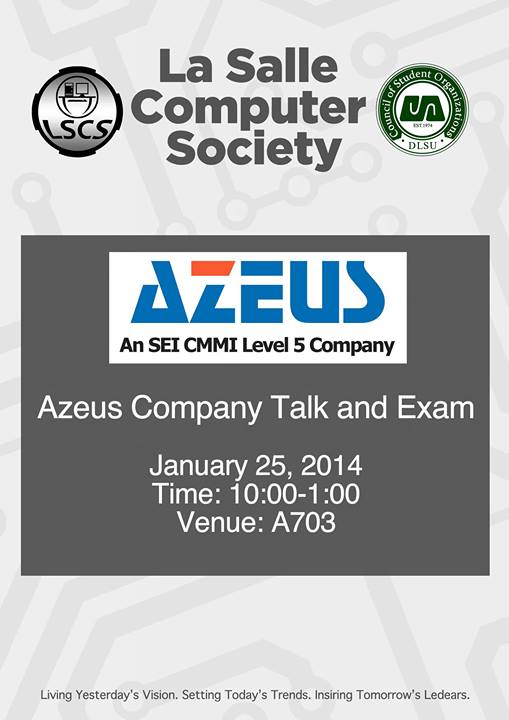 La Salle
Computer
Society
LSCS
Council of Student Organizations
EST 1974
DLSU
AZEUS
An SEI CMMI Level 5 Company
Azeus Company Talk and Exam
January 25, 2014
Time: 10:00-1:00
Venue: A703
Living Yesterday's Vision. Setting Today's Trends. Insiring Tomorrow's Ledears.